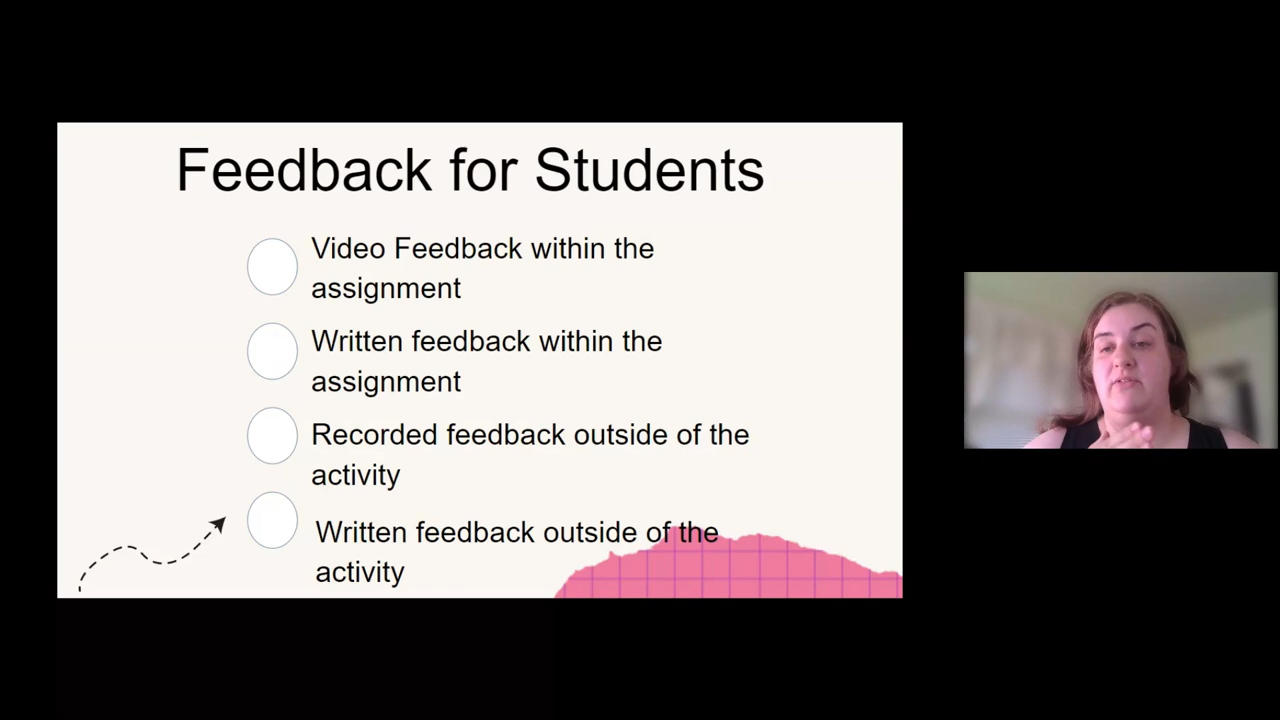 Feedback for Students
Video Feedback within the
assignment
Written feedback within the
assignment
Recorded feedback outside of the
activity
Written feedback outside of the
activity